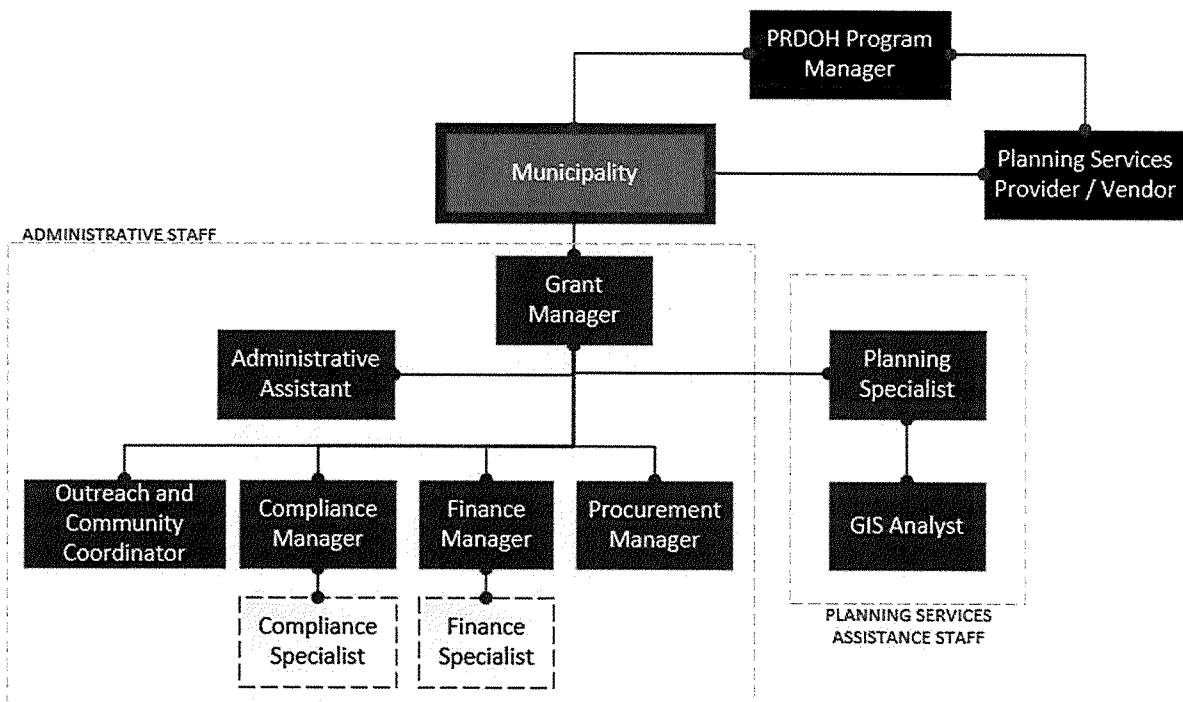 PRDOH Program
Manager
Municipality
Planning Services
Provider / Vendor
ADMINISTRATIVE STAFF
Grant
Manager
Administrative
Assistant
Planning
Specialist
Outreach and
Community
Coordinator
Compliance
Manager
Finance
Manager
Procurement
Manager
GIS Analyst
Compliance
Specialist
Finance
Specialist
PLANNING SERVICES
ASSISTANCE STAFF